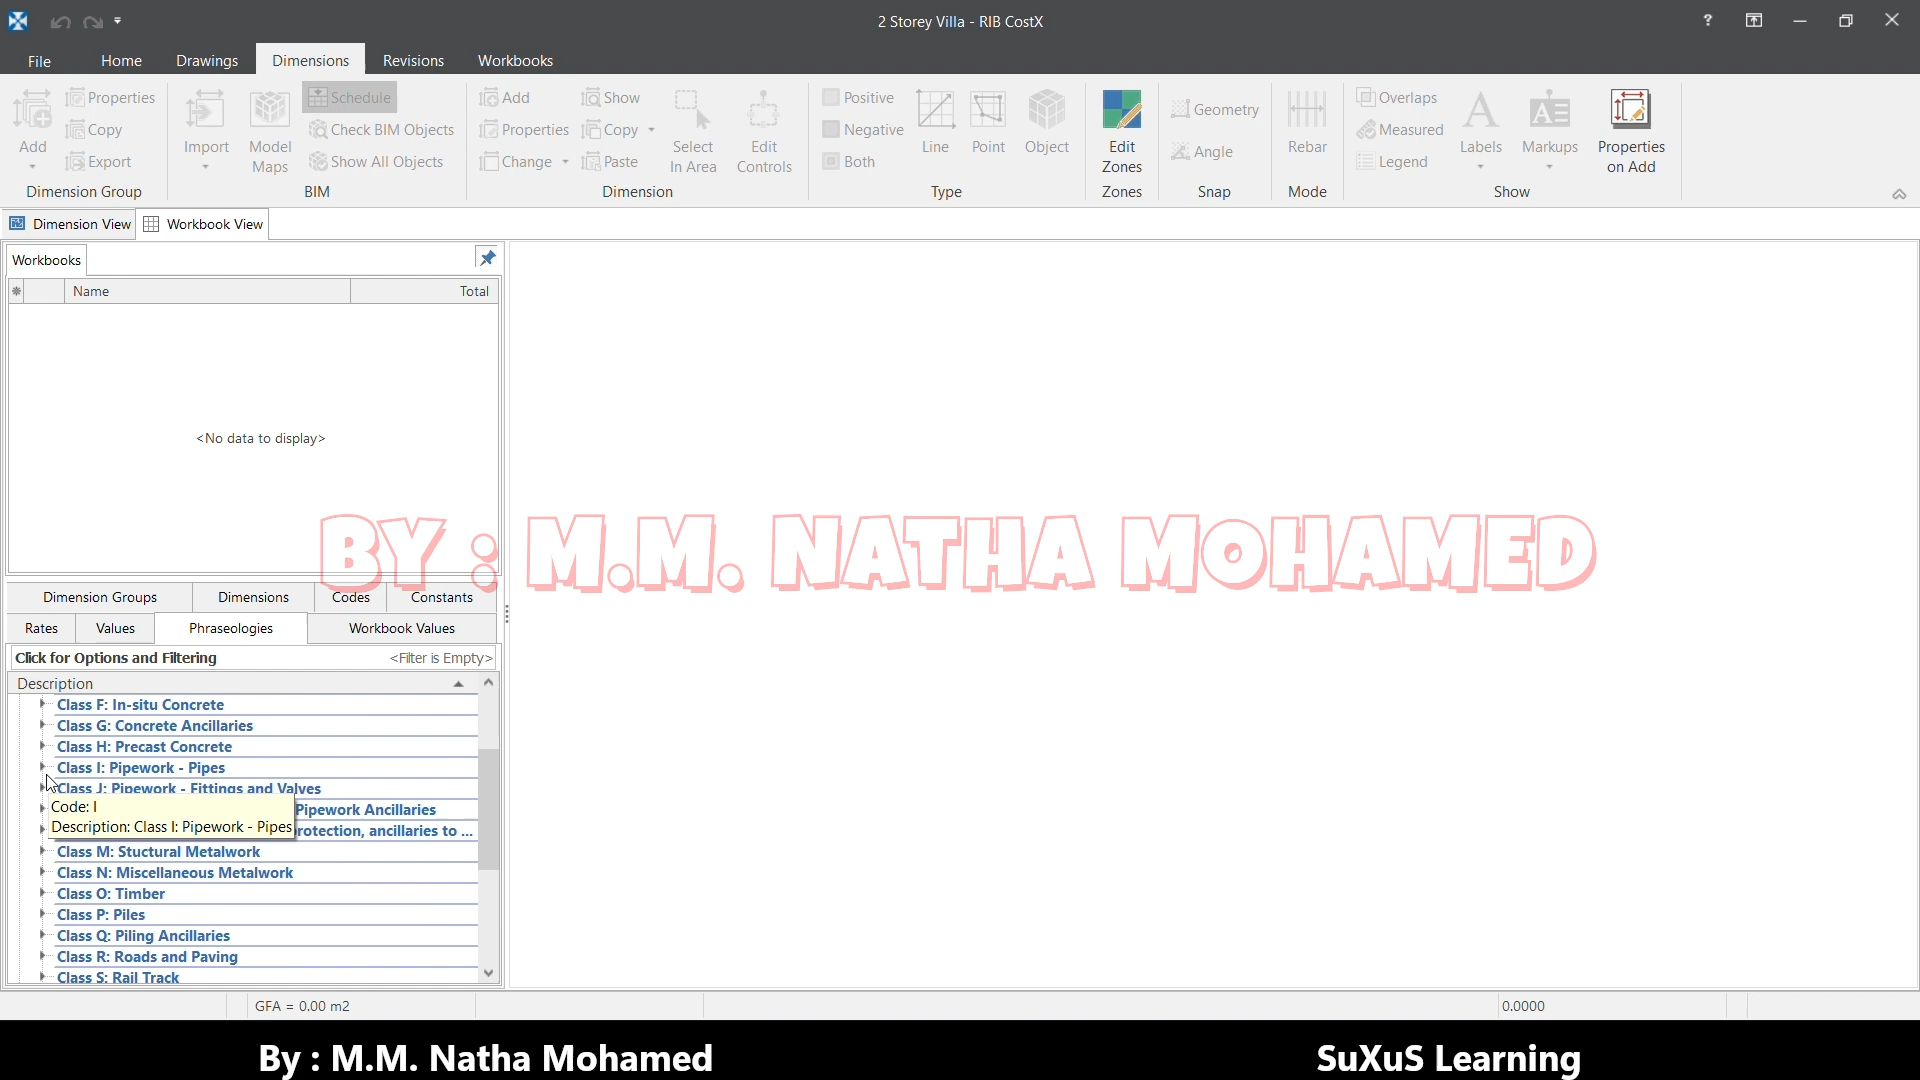 2 Storey Villa - RIB CostX
File Home Drawings Dimensions Revisions Workbooks
Add Properties Copy Export
Dimension Group
Import Model Maps Schedule Check BIM Objects Show All Objects
BIM
Add Properties Change Show Copy Paste Select In Area Edit Controls
Dimension
Positive Negative Both Line Point Object
Type
Edit Zones
Zones
Geometry Angle
Snap
Rebar
Mode
Overlaps Measured Legend Labels Markups Properties on Add
Show
Dimension View Workbook View
Workbooks
Name Total
<No data to display>
BY : M.M. NATHA MOHAMED
Dimension Groups Dimensions Codes Constants
Rates Values Phraseologies Workbook Values
Click for Options and Filtering <Filter is Empty>
Description
Class F: In-situ Concrete
Class G: Concrete Ancillaries
Class H: Precast Concrete
Class I: Pipework - Pipes
Class J: Pipework - Fittings and Valves
Pipework Ancillaries
rotection, ancillaries to ...
Code: I
Description: Class I: Pipework - Pipes
Class M: Stuctural Metalwork
Class N: Miscellaneous Metalwork
Class O: Timber
Class P: Piles
Class Q: Piling Ancillaries
Class R: Roads and Paving
Class S: Rail Track
GFA = 0.00 m2 0.0000
By : M.M. Natha Mohamed SuXuS Learning